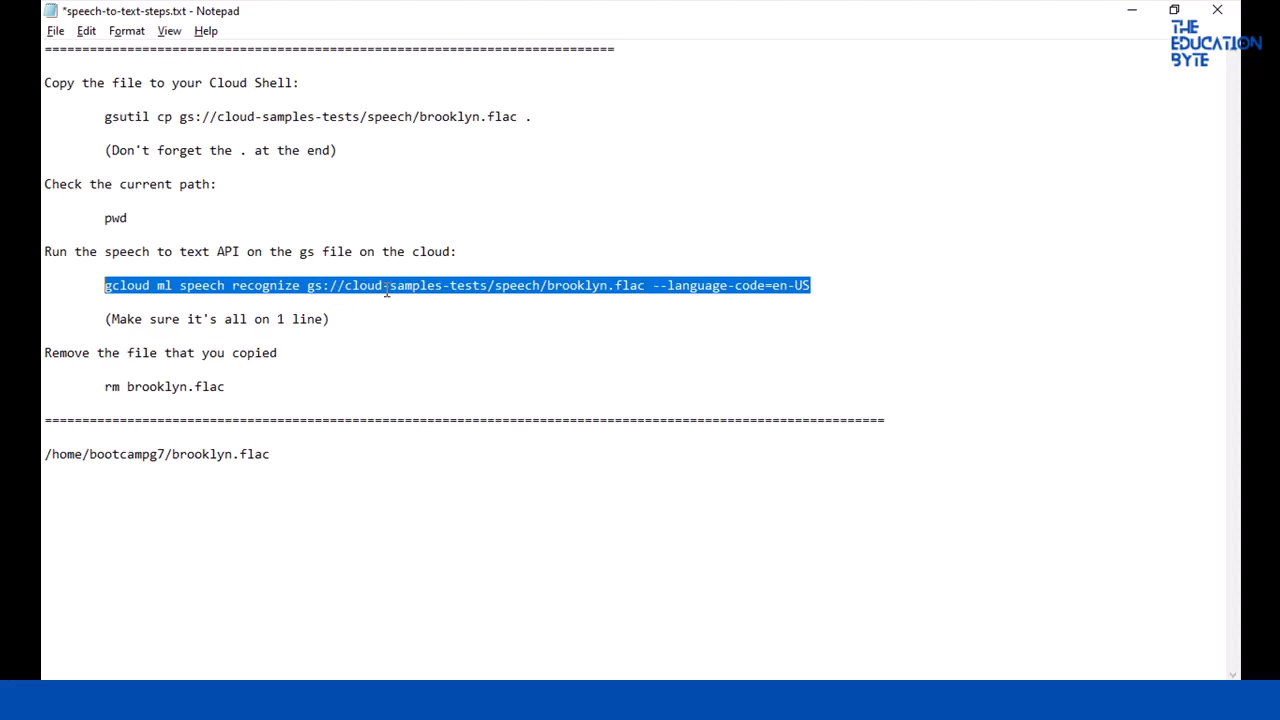 *speech-to-text-steps.txt - Notepad
File Edit Format View Help
THE
EDUCATION
BYTE
============================================================================
Copy the file to your Cloud Shell:
gsutil cp gs://cloud-samples-tests/speech/brooklyn.flac .
(Don't forget the . at the end)
Check the current path:
pwd
Run the speech to text API on the gs file on the cloud:
gcloud ml speech recognize gs://cloud-samples-tests/speech/brooklyn.flac --language-code=en-US
(Make sure it's all on 1 line)
Remove the file that you copied
rm brooklyn.flac
================================================================================================================
/home/bootcampg7/brooklyn.flac